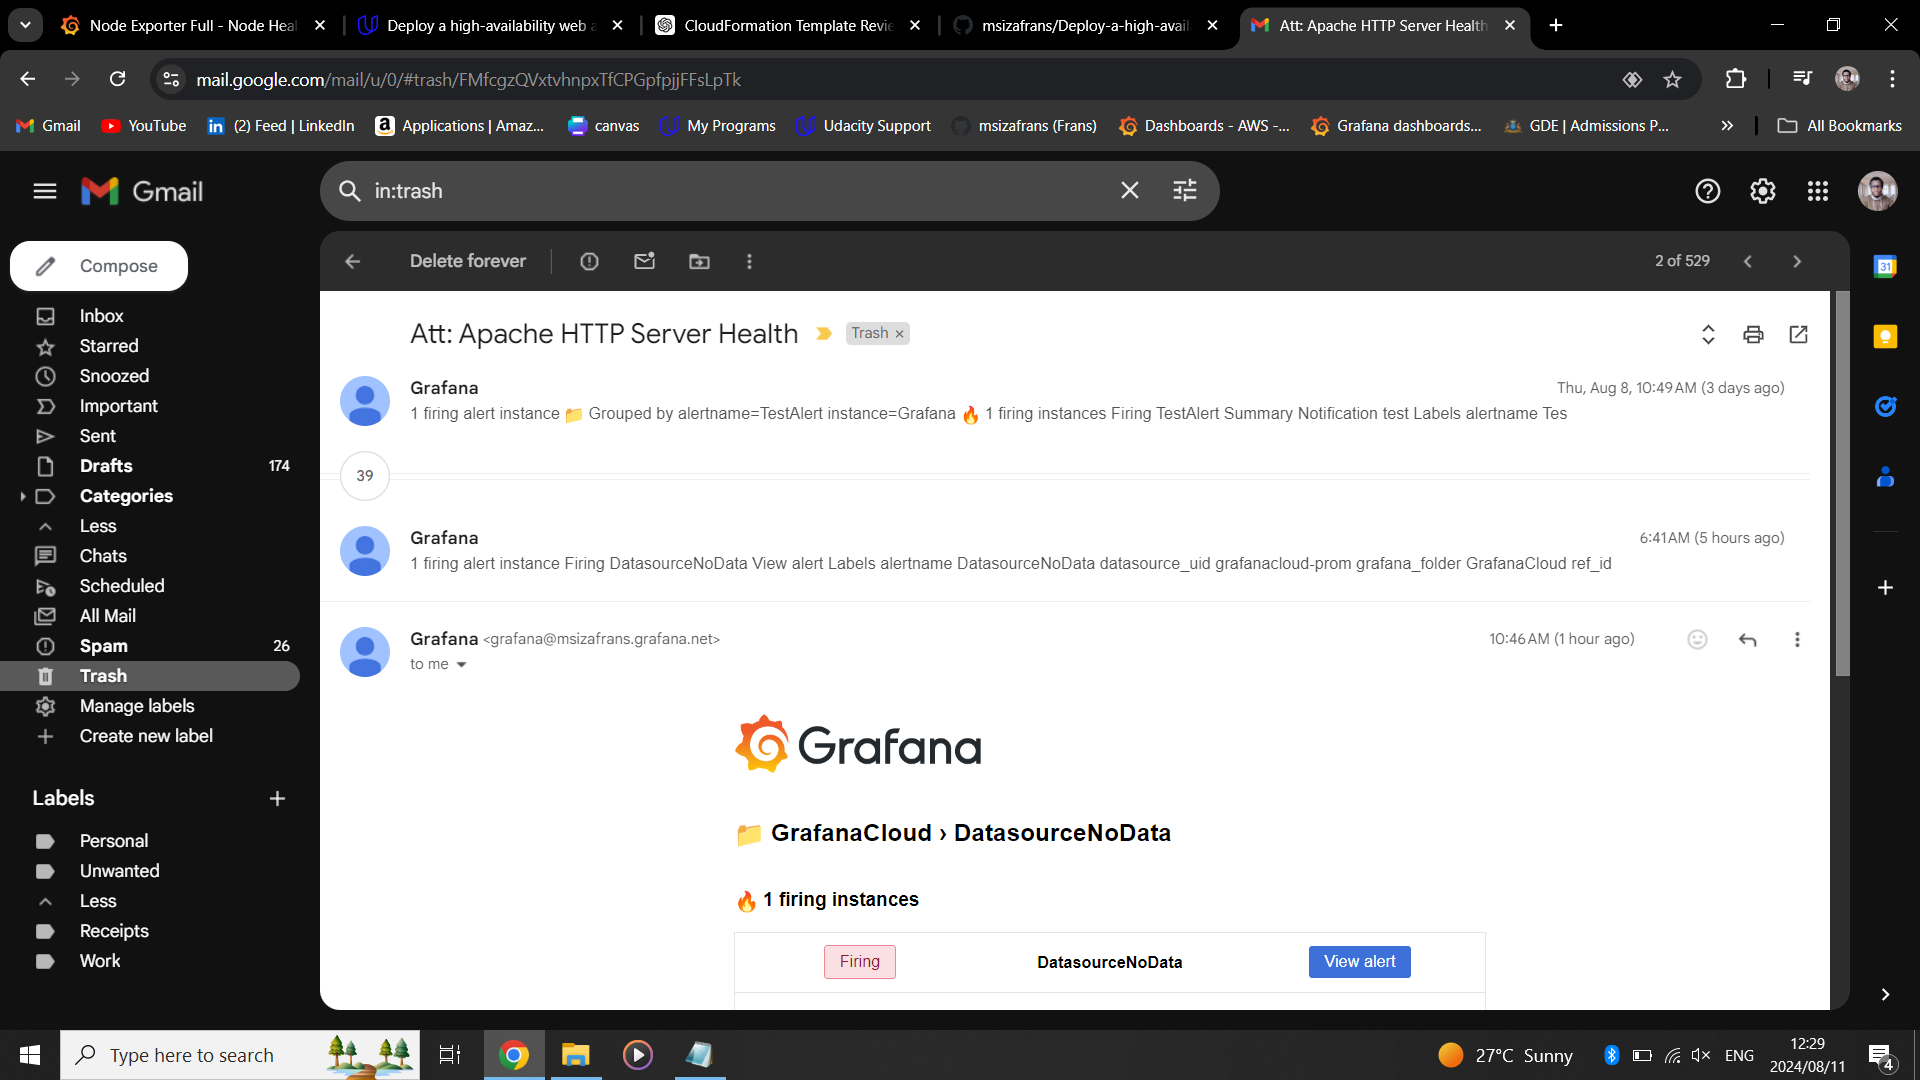 Node Exporter Full - Node Heal
Deploy a high-availability web a
CloudFormation Template Revie
msizafrans/Deploy-a-high-avail
Att: Apache HTTP Server Health
mail.google.com/mail/u/0/#trash/FMfcgzQVxtvhnpxTfCPGpfpjjFFsLpTk
Gmail
YouTube
(2) Feed | LinkedIn
Applications | Amaz...
canvas
My Programs
Udacity Support
msizafrans (Frans)
Dashboards - AWS -...
Grafana dashboards...
GDE | Admissions P...
All Bookmarks
Gmail
in:trash
Compose
Inbox
Starred
Snoozed
Important
Sent
Drafts 174
Categories
Less
Chats
Scheduled
All Mail
Spam 26
Trash
Manage labels
Create new label
Labels
Personal
Unwanted
Less
Receipts
Work
Delete forever
2 of 529
Att: Apache HTTP Server Health
Trash
Grafana
Thu, Aug 8, 10:49 AM (3 days ago)
1 firing alert instance 📁 Grouped by alertname=TestAlert instance=Grafana 🔥 1 firing instances Firing TestAlert Summary Notification test Labels alertname Tes
39
Grafana
6:41 AM (5 hours ago)
1 firing alert instance Firing DatasourceNoData View alert Labels alertname DatasourceNoData datasource_uid grafanacloud-prom grafana_folder GrafanaCloud ref_id
Grafana <grafana@msizafrans.grafana.net>
10:46 AM (1 hour ago)
to me
Grafana
📁 GrafanaCloud › DatasourceNoData
🔥 1 firing instances
Firing
DatasourceNoData
View alert
31
Type here to search
27°C Sunny
ENG
12:29
2024/08/11
4